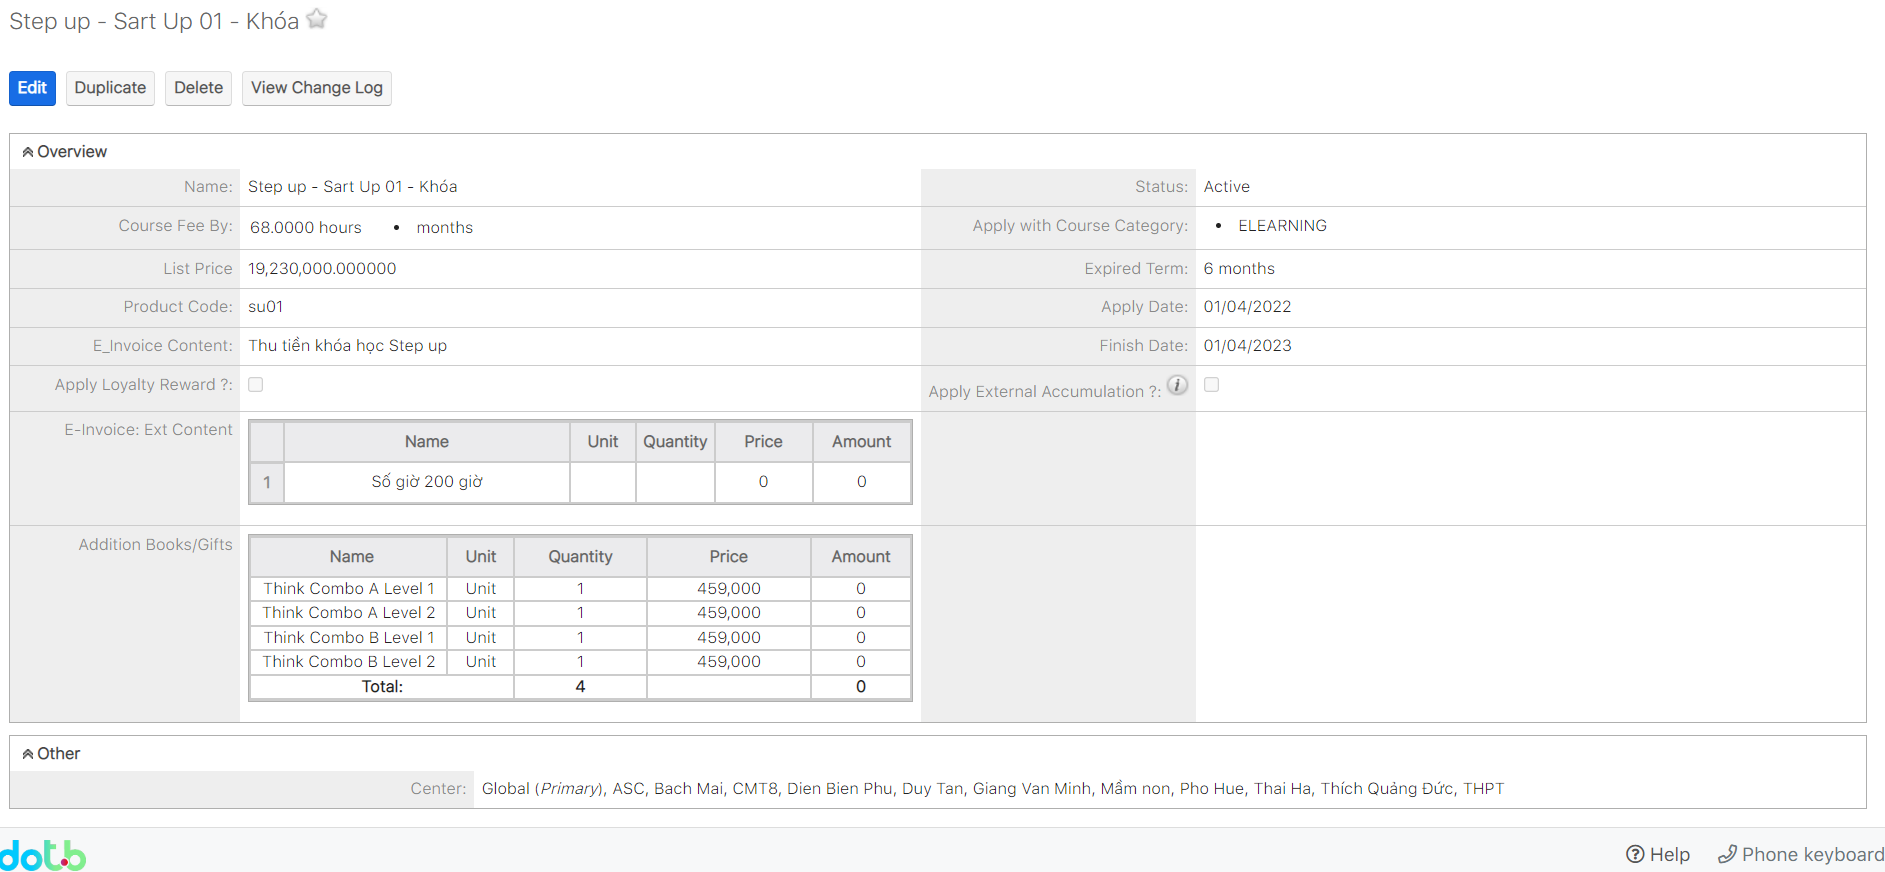 Step up - Sart Up 01 - Khóa
Edit Duplicate Delete View Change Log
Overview
Name: Step up - Sart Up 01 - Khóa Status: Active
Course Fee By: 68.0000 hours • months Apply with Course Category: • ELEARNING
List Price 19,230,000.000000 Expired Term: 6 months
Product Code: su01 Apply Date: 01/04/2022
E_Invoice Content: Thu tiền khóa học Step up Finish Date: 01/04/2023
Apply Loyalty Reward ?: Apply External Accumulation ?: i
E-Invoice: Ext Content
Name Unit Quantity Price Amount
1 Số giờ 200 giờ 0 0
Addition Books/Gifts
Name Unit Quantity Price Amount
Think Combo A Level 1 Unit 1 459,000 0
Think Combo A Level 2 Unit 1 459,000 0
Think Combo B Level 1 Unit 1 459,000 0
Think Combo B Level 2 Unit 1 459,000 0
Total: 4 0
Other
Center: Global (Primary), ASC, Bach Mai, CMT8, Dien Bien Phu, Duy Tan, Giang Van Minh, Mầm non, Pho Hue, Thai Ha, Thích Quảng Đức, THPT
dotb Help Phone keyboard